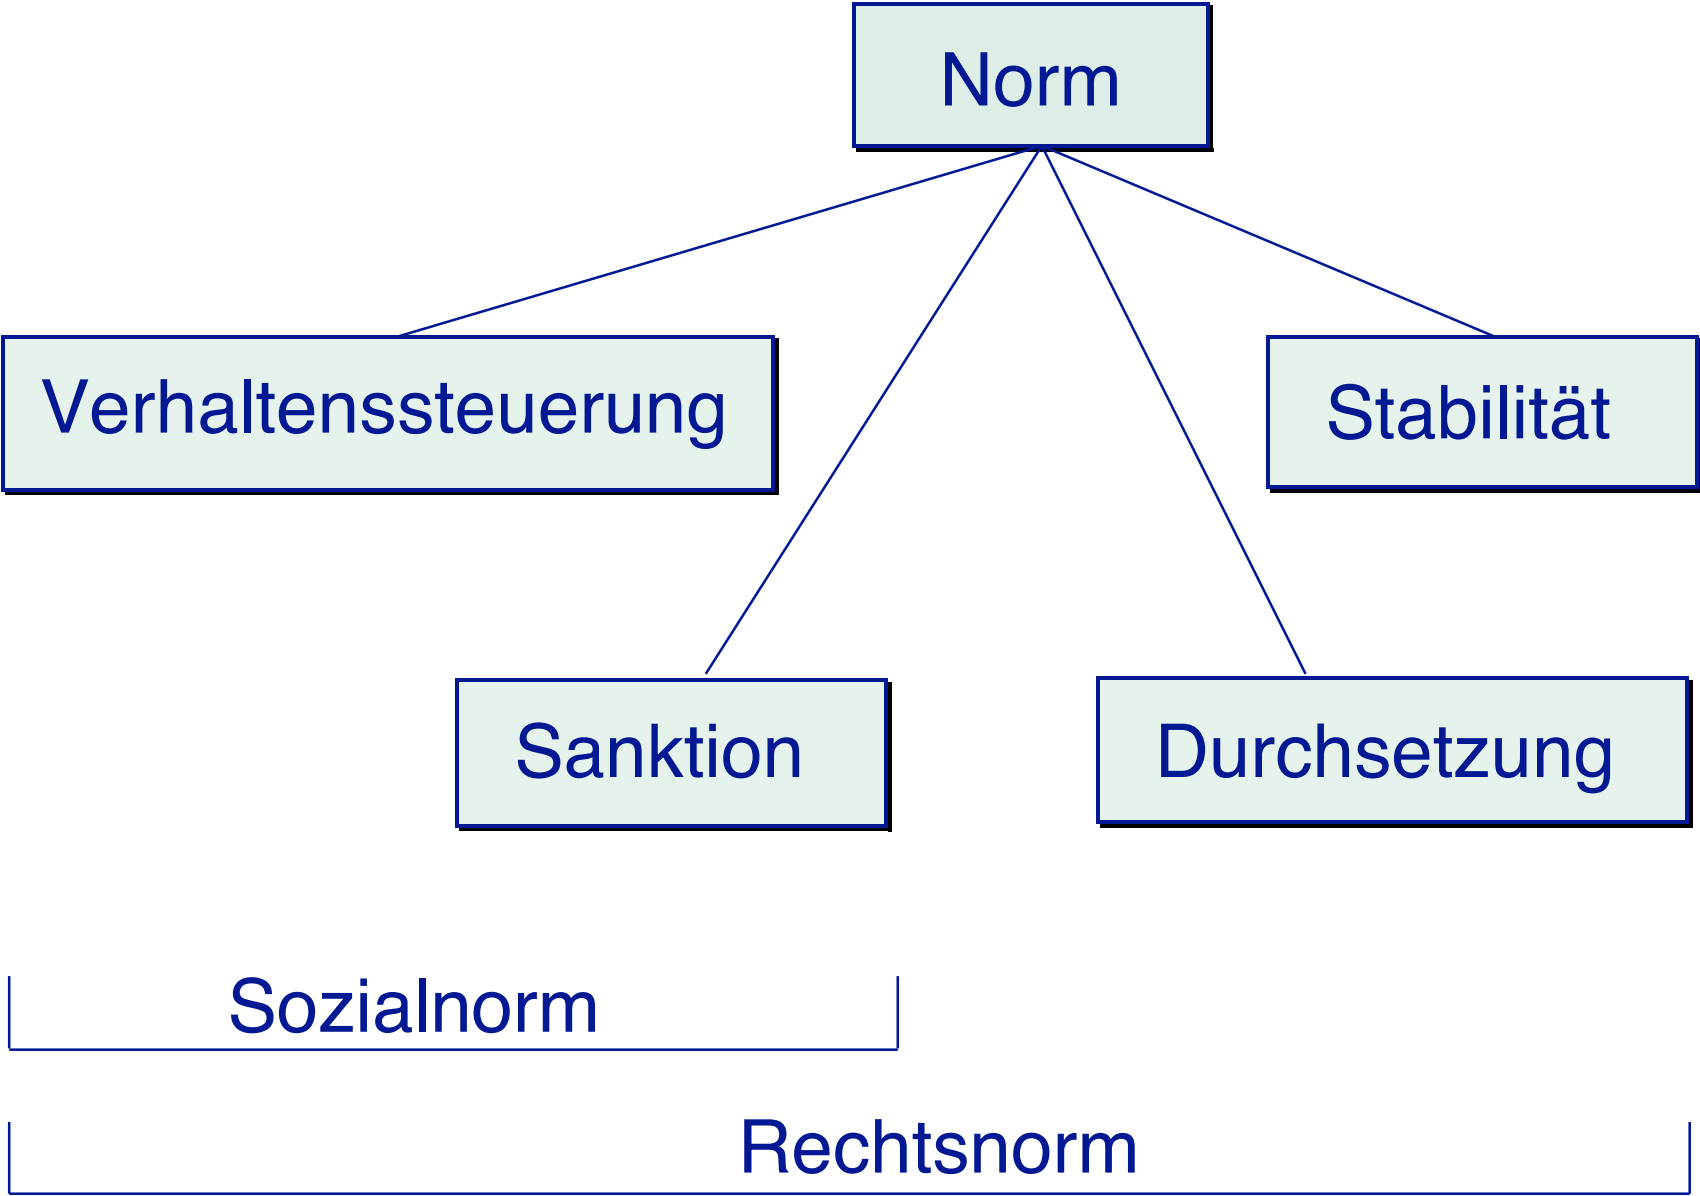 Norm
Verhaltenssteuerung
Stabilität
Sanktion
Durchsetzung
Sozialnorm
Rechtsnorm